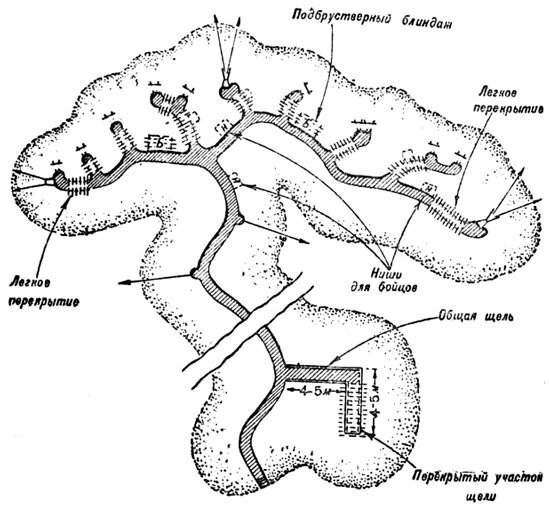 Подбрустверный блиндаж
Легкое
перекрытие
Легкое
перекрытие
Ниши
для бойцов
Общая щель
4-5м
4-5м
Перекрытый участок
щели